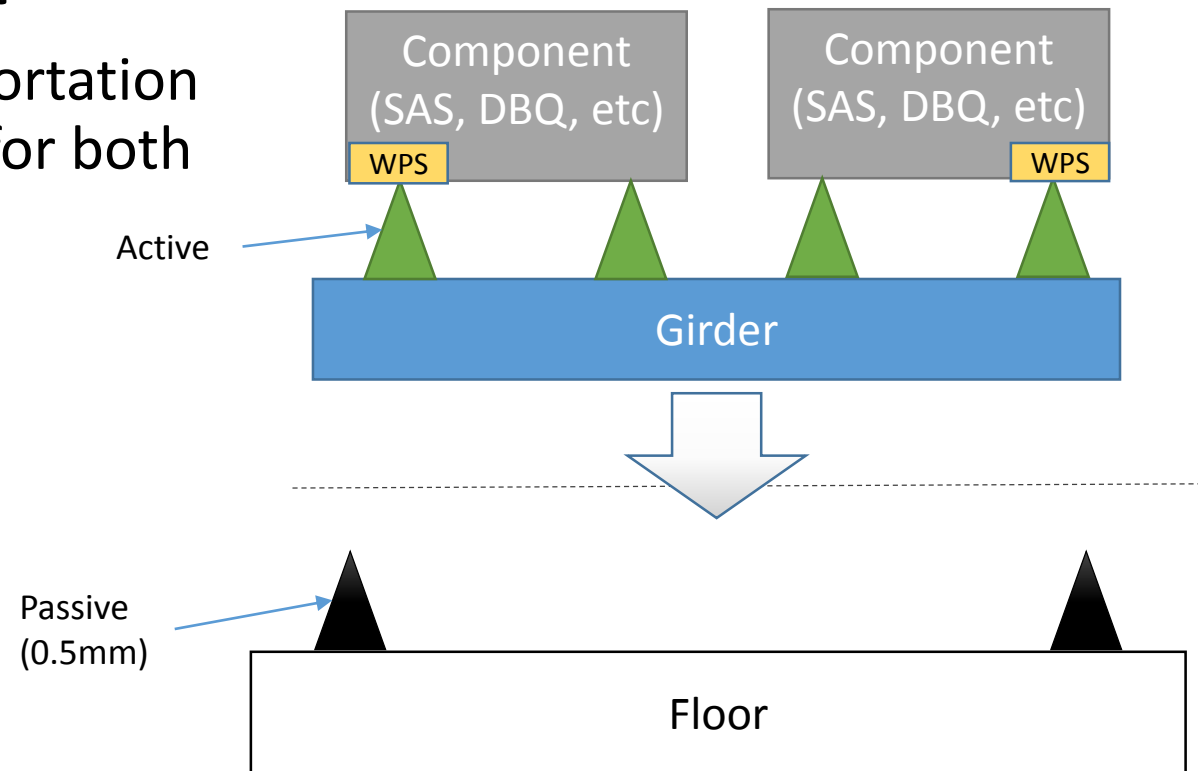 ortation
for both
Component
(SAS, DBQ, etc)
Component
(SAS, DBQ, etc)
WPS
WPS
Active
Girder
Passive
(0.5mm)
Floor